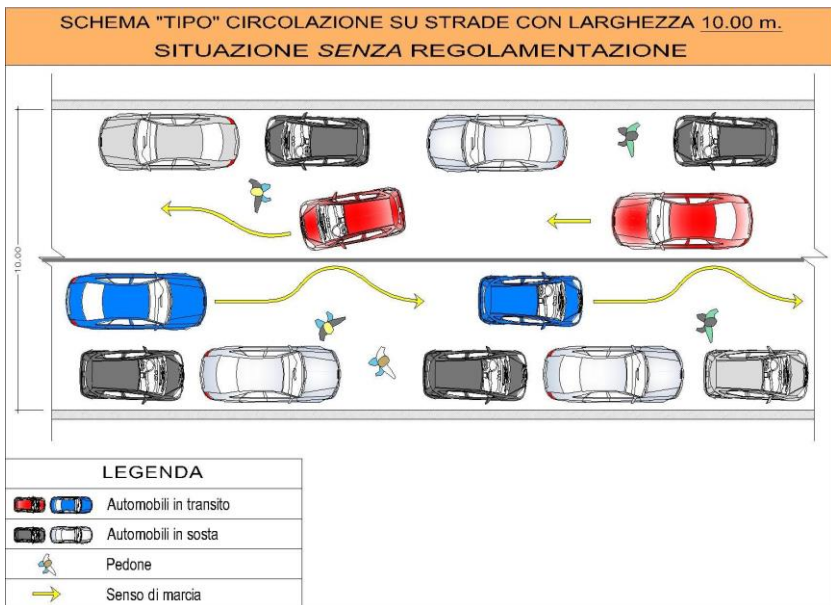 SCHEMA "TIPO" CIRCOLAZIONE SU STRADE CON LARGHEZZA 10.00 m.
SITUAZIONE SENZA REGOLAMENTAZIONE
10.00
LEGENDA
Automobili in transito
Automobili in sosta
Pedone
Senso di marcia